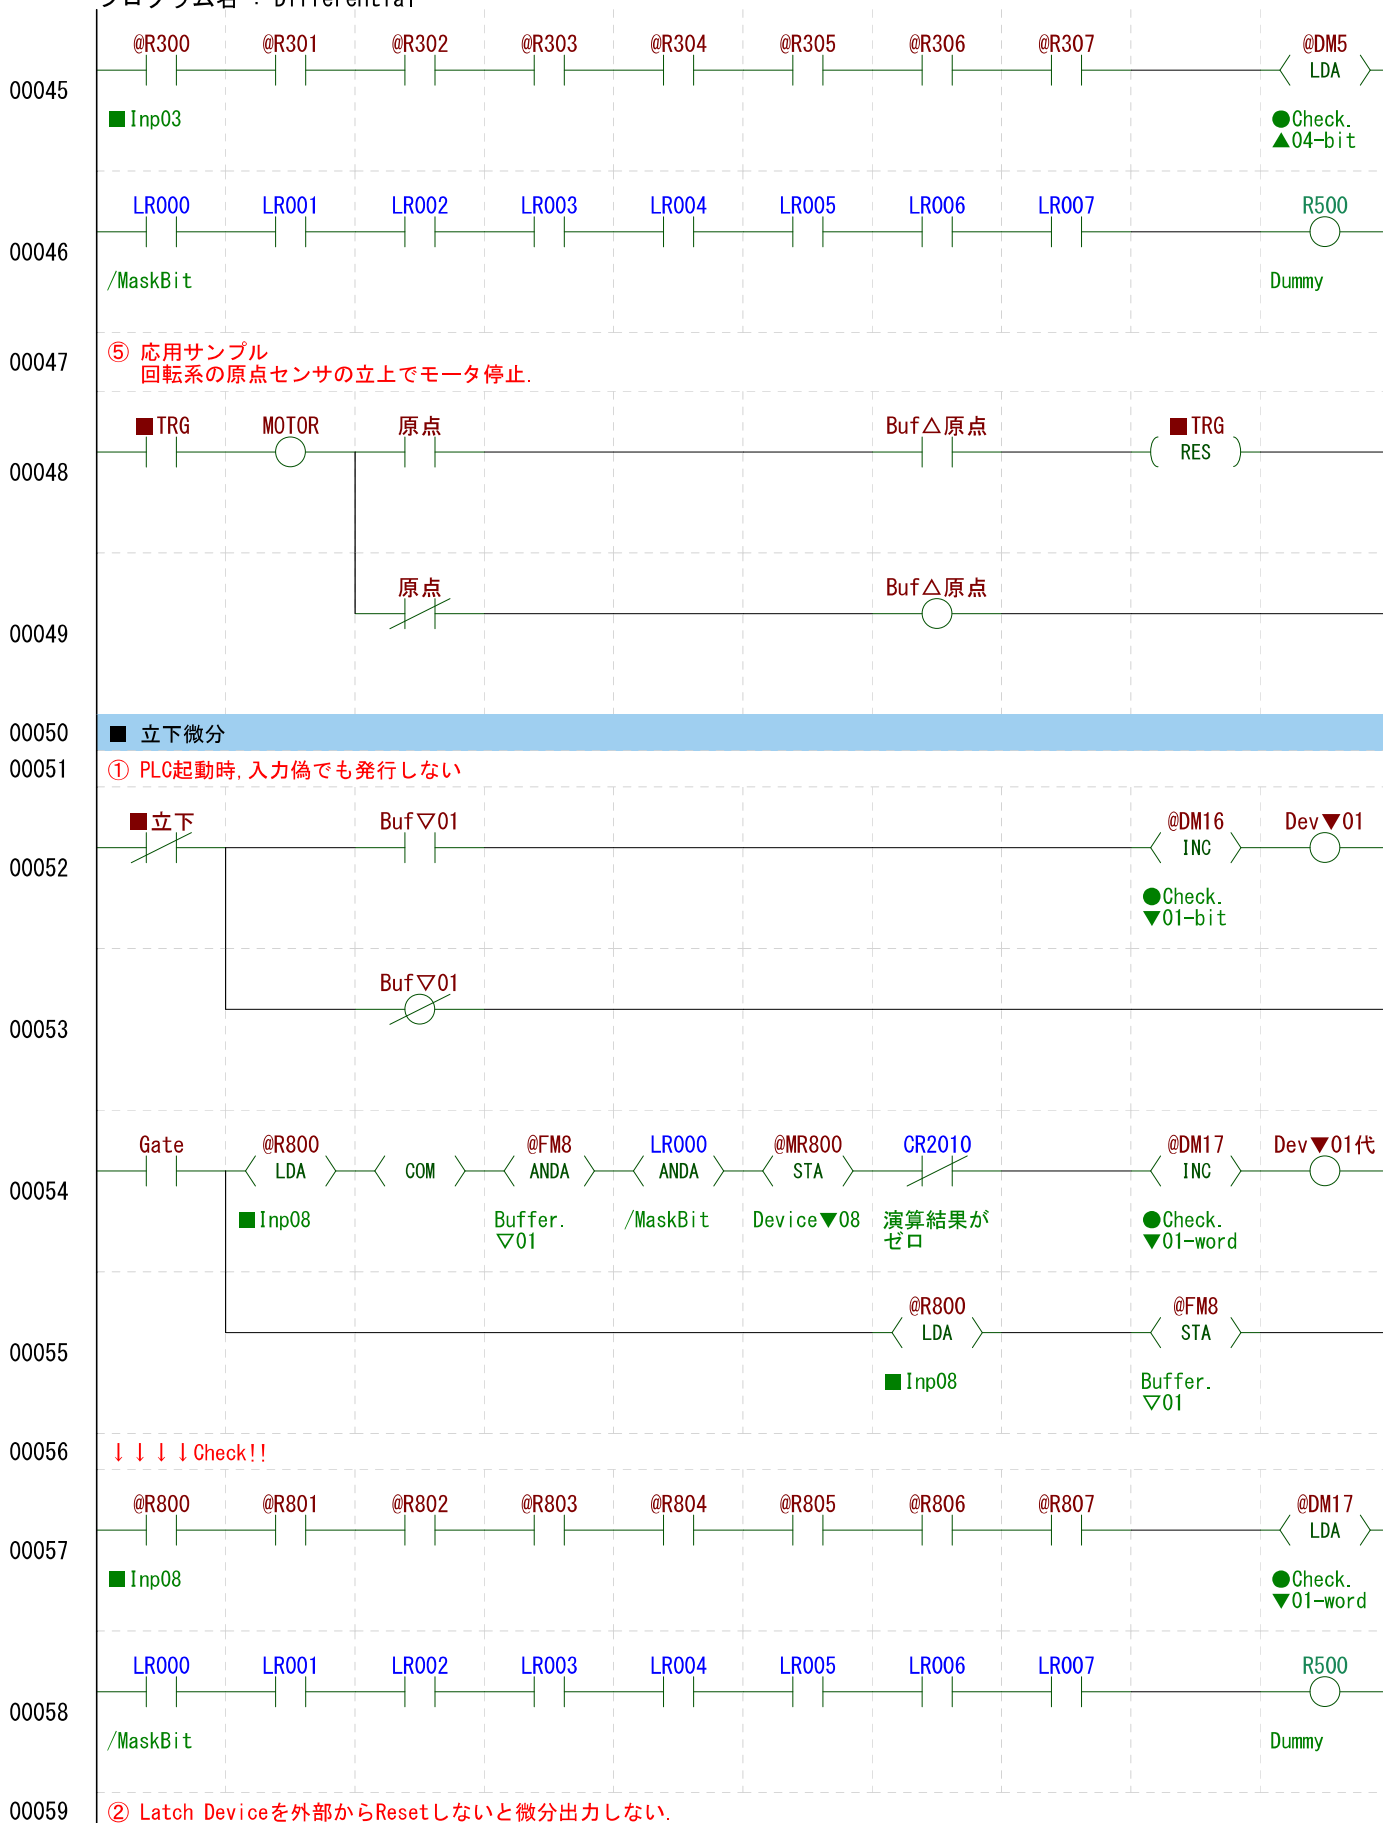 プログラム名 : Differential
@R300 @R301 @R302 @R303 @R304 @R305 @R306 @R307 @DM5
LDA
00045
■Inp03 ●Check.
▲04-bit
LR000 LR001 LR002 LR003 LR004 LR005 LR006 LR007 R500
00046
/MaskBit Dummy
00047 ⑤ 応用サンプル
回転系の原点センサの立上でモータ停止.
■TRG MOTOR 原点 Buf△原点 ■TRG
RES
00048
原点 Buf△原点
00049
00050 ■ 立下微分
00051 ① PLC起動時,入力偽でも発行しない
■立下 Buf▽01 @DM16 Dev▼01
INC
00052
●Check.
▼01-bit
Buf▽01
00053
Gate @R800 @FM8 LR000 @MR800 CR2010 @DM17 Dev▼01代
LDA COM ANDA ANDA STA INC
00054
■Inp08 Buffer. /MaskBit Device▼08 演算結果が ●Check.
▽01 ゼロ ▼01-word
@R800 @FM8
LDA STA
00055
■Inp08 Buffer.
▽01
00056 ↓↓↓↓Check!!
@R800 @R801 @R802 @R803 @R804 @R805 @R806 @R807 @DM17
LDA
00057
■Inp08 ●Check.
▼01-word
LR000 LR001 LR002 LR003 LR004 LR005 LR006 LR007 R500
00058
/MaskBit Dummy
00059 ② Latch Deviceを外部からResetしないと微分出力しない.